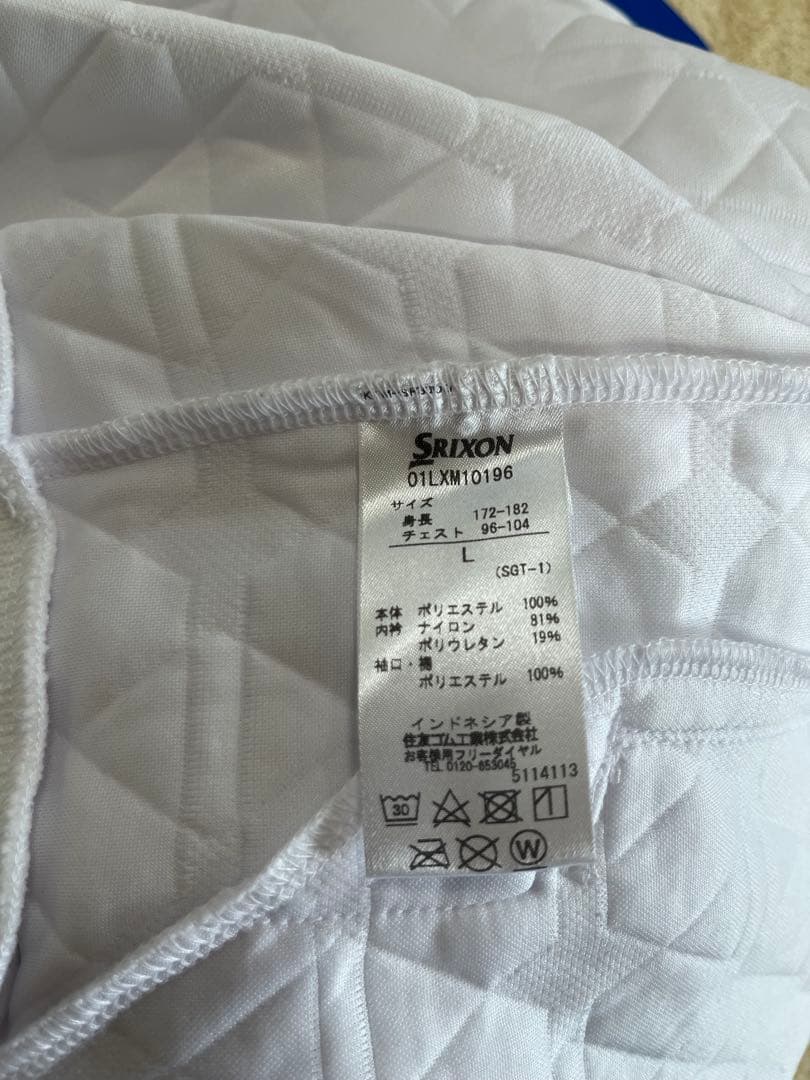 SRIXON
01LXM10196
サイズ
身長 172-182
チェスト 96-104
L
(SGT-1)
本体 ポリエステル 100%
内衿 ナイロン 81%
ポリウレタン 19%
袖口・裾
ポリエステル 100%
インドネシア製
住友ゴム工業株式会社
お客様用フリーダイヤル
TEL 0120-653045
5114113
30
W